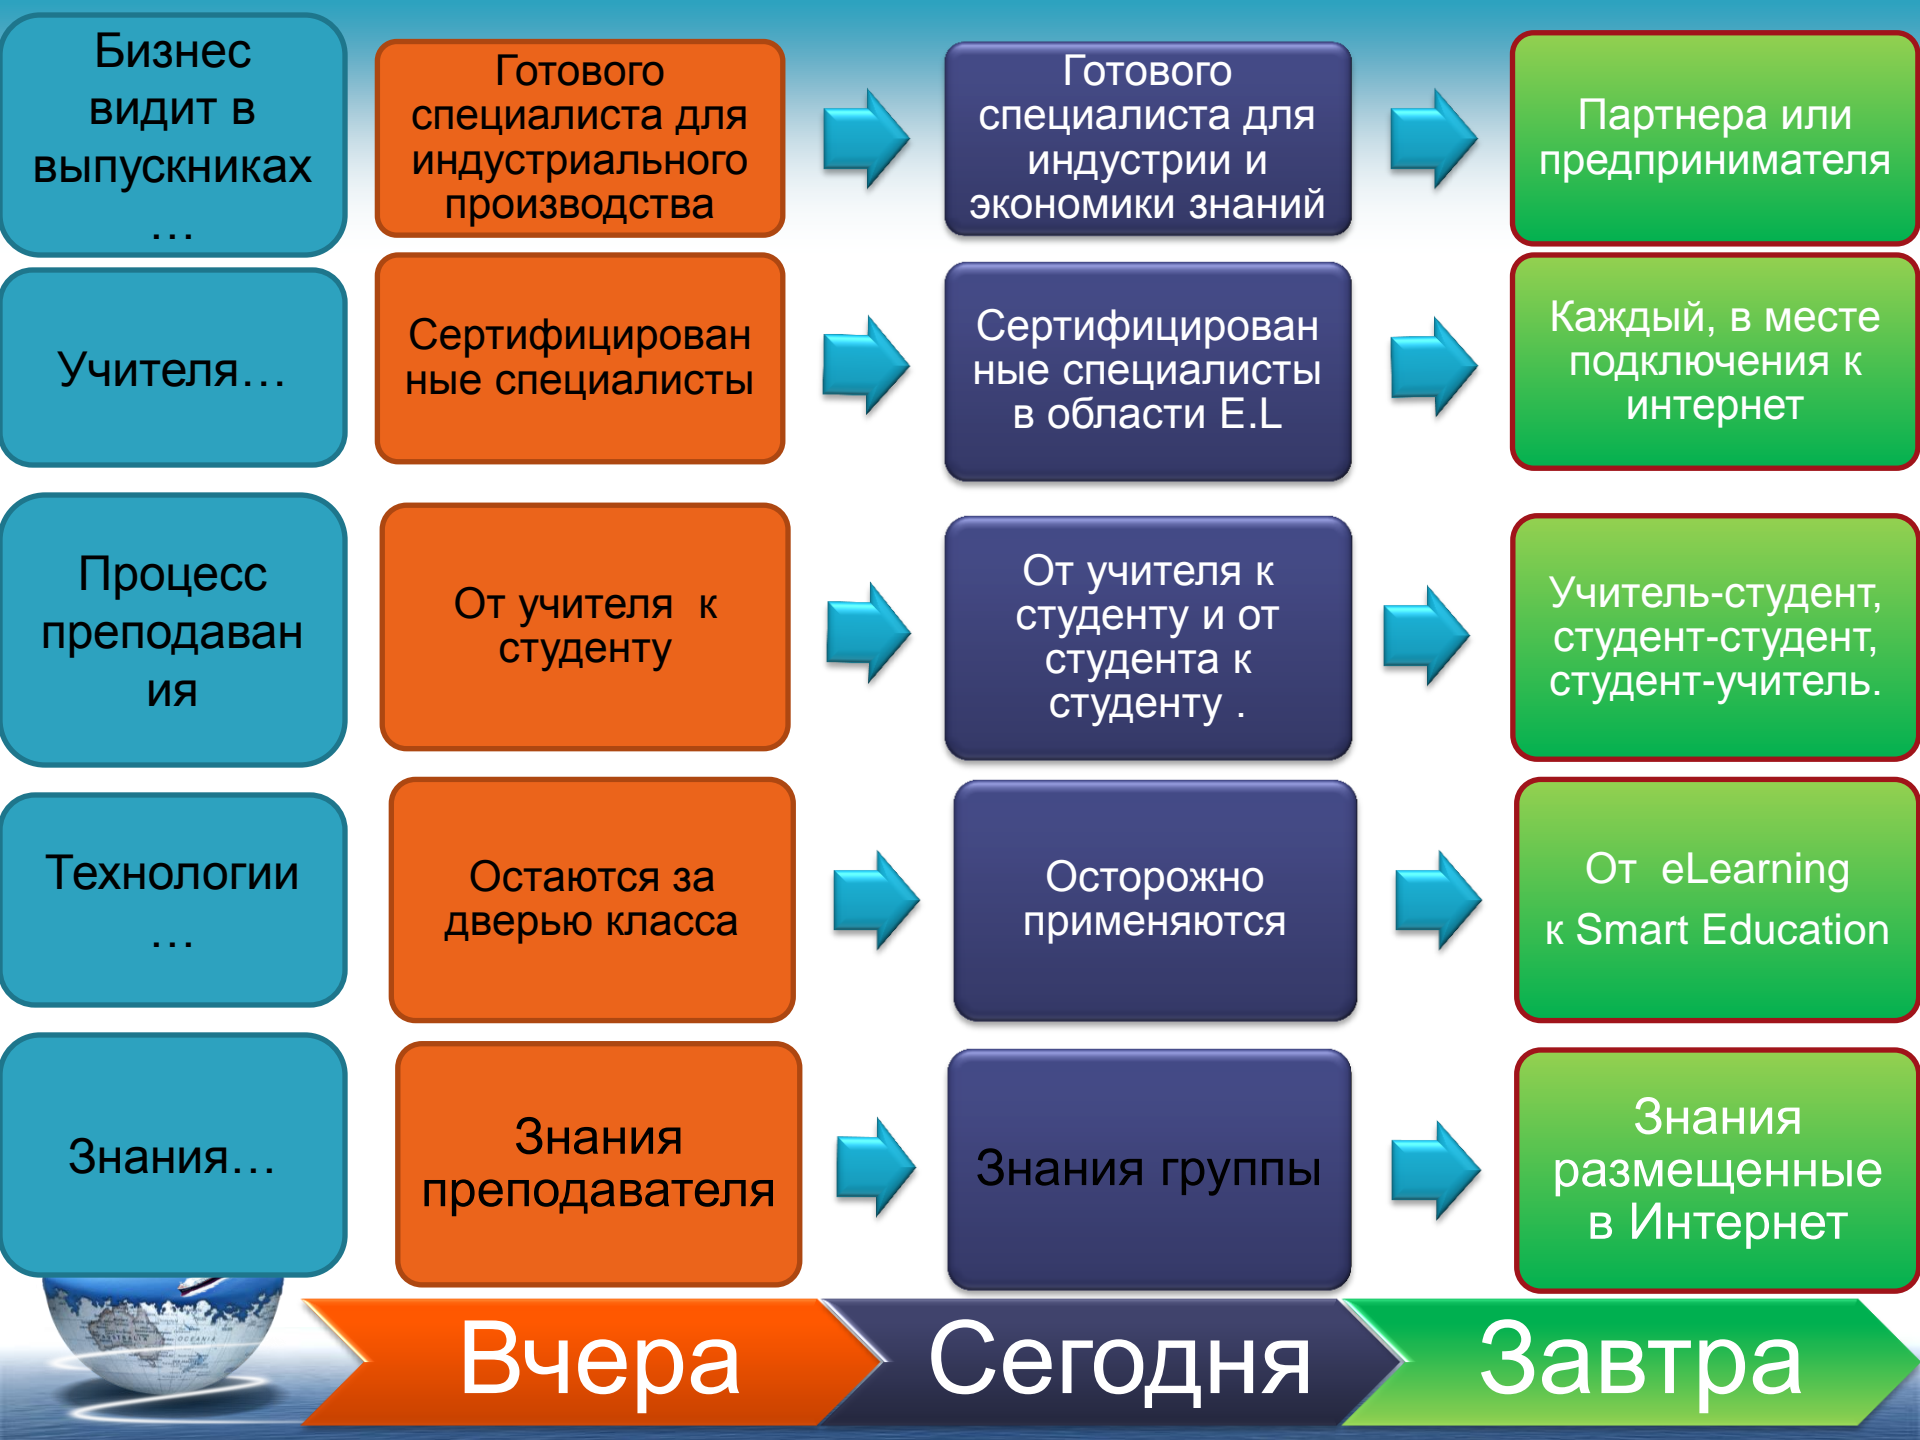 Бизнес
видит в
выпускниках
…
Готового
специалиста для
индустриального
производства
Готового
специалиста для
индустрии и
экономики знаний
Партнера или
предпринимателя
Учителя…
Сертифицирован
ные специалисты
Сертифицирован
ные специалисты
в области E.L
Каждый, в месте
подключения к
интернет
Процесс
преподаван
ия
От учителя  к
студенту
От учителя к
студенту и от
студента к
студенту .
Учитель-студент,
студент-студент,
студент-учитель.
Технологии
…
Остаются за
дверью класса
Осторожно
применяются
От  eLearning
к Smart Education
Знания…
Знания
преподавателя
Знания группы
Знания
размещенные
в Интернет
Вчера
Сегодня
Завтра
AUSTRALIA
OCEANIA